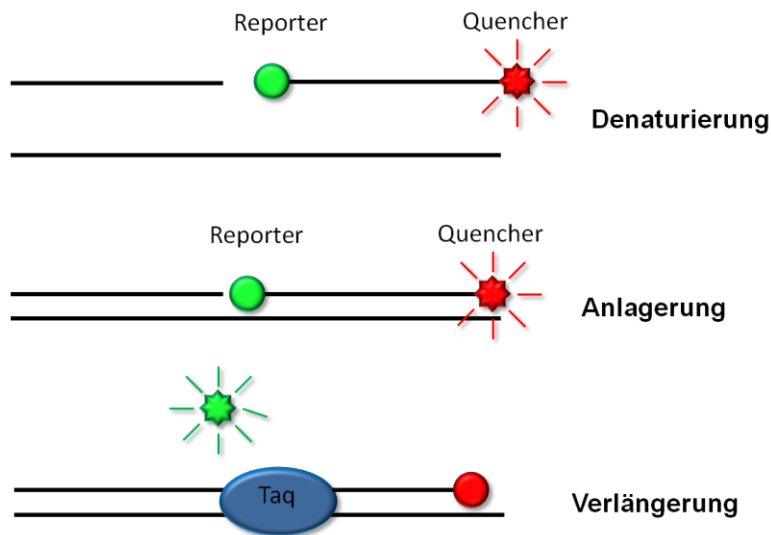 Reporter
Quencher
Denaturierung
Reporter
Quencher
Anlagerung
Taq
Verlängerung